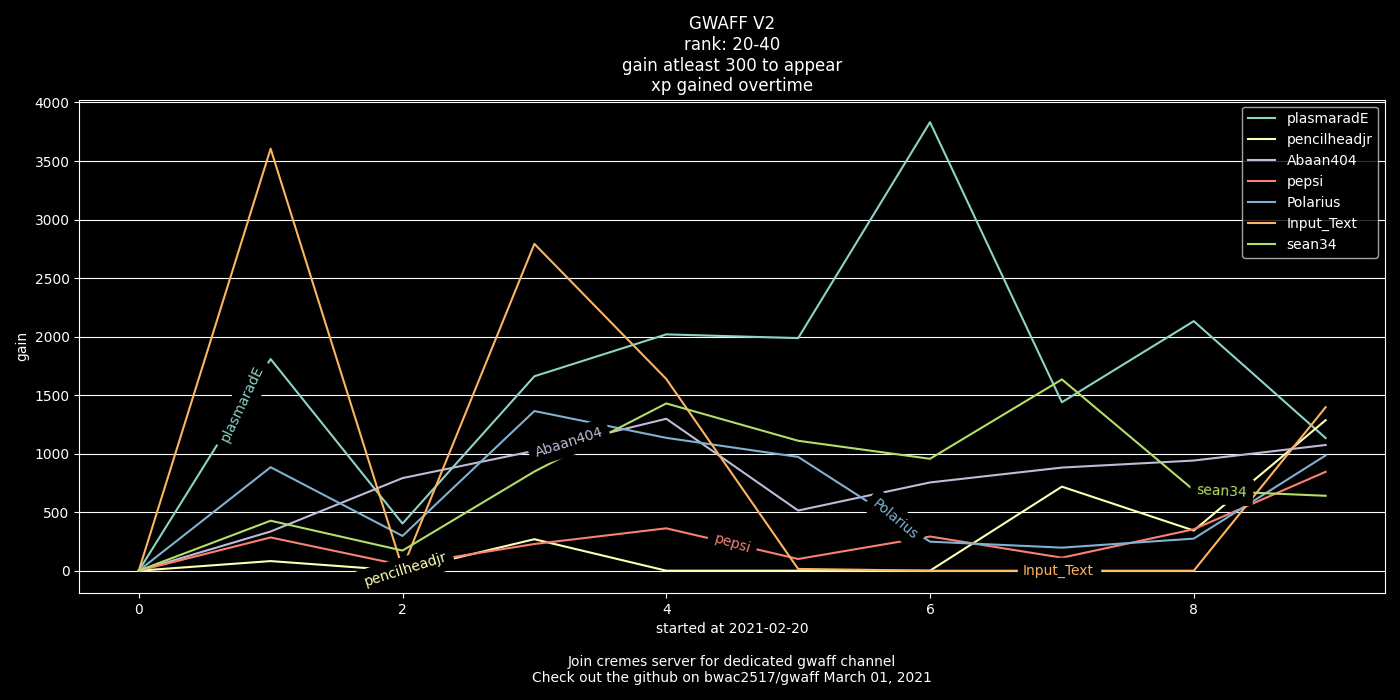 GWAFF V2
rank: 20-40
gain atleast 300 to appear
xp gained overtime
4000
3500
3000
2500
2000
1500
1000
500
0
gain
plasmaradE
pencilheadjr
Abaan404
pepsi
Polarius
Input_Text
sean34
plasmaradE
pencilheadjr
Abaan404
pepsi
Polarius
Input_Text
sean34
0
2
4
6
8
started at 2021-02-20
Join cremes server for dedicated gwaff channel
Check out the github on bwac2517/gwaff March 01, 2021